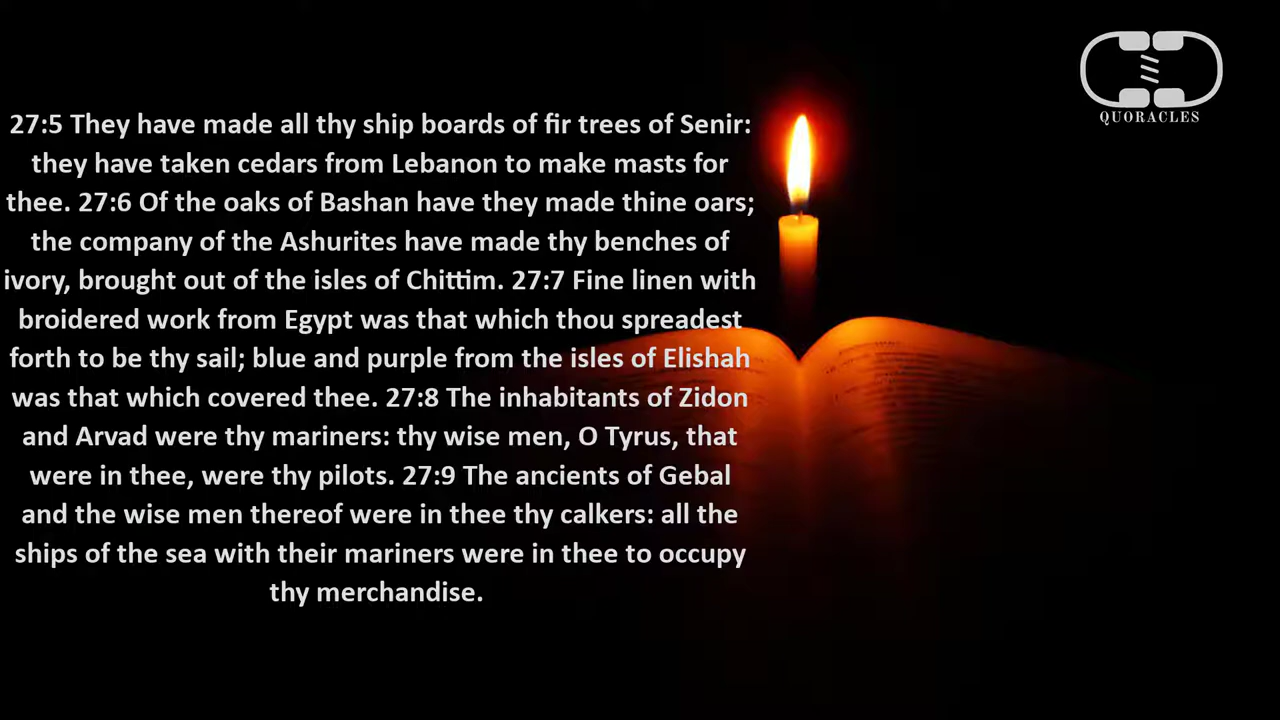 QUORACLES
27:5 They have made all thy ship boards of fir trees of Senir:
they have taken cedars from Lebanon to make masts for
thee. 27:6 Of the oaks of Bashan have they made thine oars;
the company of the Ashurites have made thy benches of
ivory, brought out of the isles of Chittim. 27:7 Fine linen with
broidered work from Egypt was that which thou spreadest
forth to be thy sail; blue and purple from the isles of Elishah
was that which covered thee. 27:8 The inhabitants of Zidon
and Arvad were thy mariners: thy wise men, O Tyrus, that
were in thee, were thy pilots. 27:9 The ancients of Gebal
and the wise men thereof were in thee thy calkers: all the
ships of the sea with their mariners were in thee to occupy
thy merchandise.